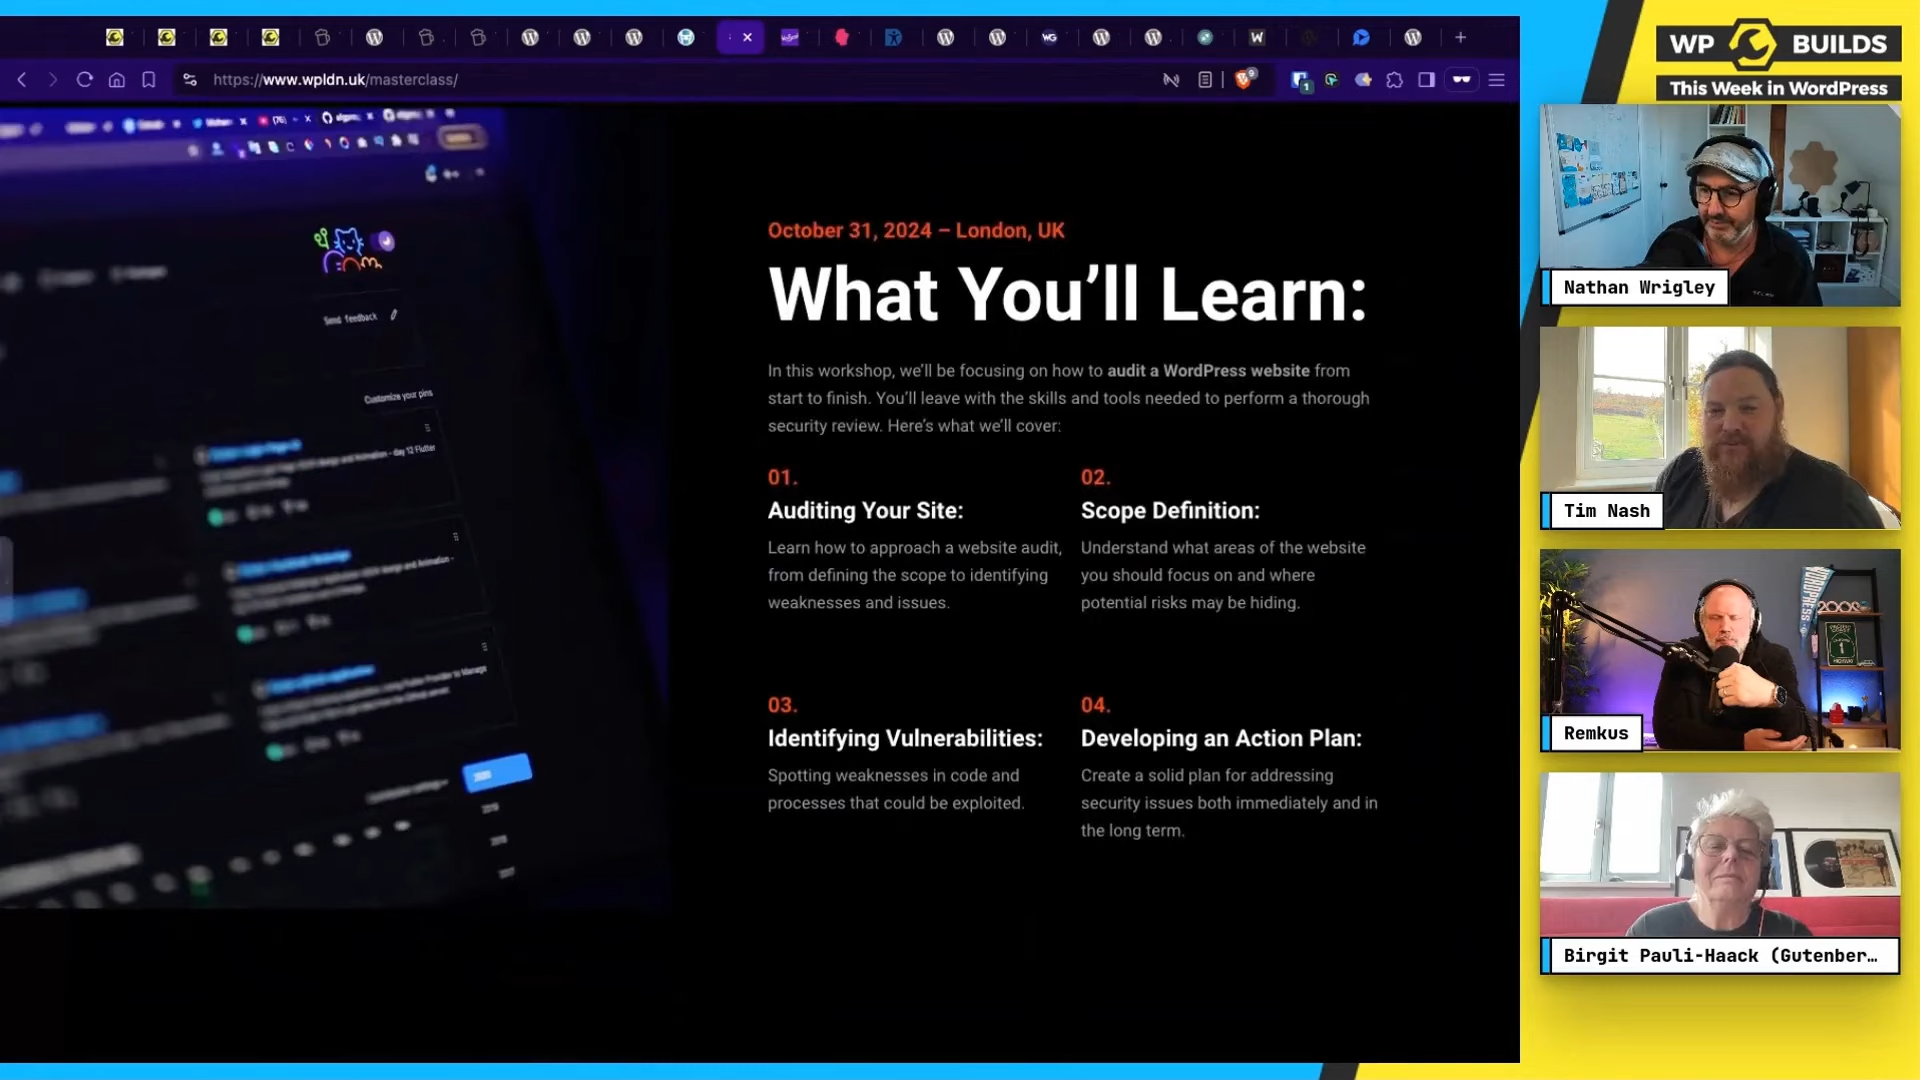 https://www.wpldn.uk/masterclass/
WP BUILDS
This Week in WordPress
October 31, 2024 – London, UK
What You’ll Learn:
In this workshop, we’ll be focusing on how to audit a WordPress website from
start to finish. You’ll leave with the skills and tools needed to perform a thorough
security review. Here’s what we’ll cover:
01.
Auditing Your Site:
Learn how to approach a website audit,
from defining the scope to identifying
weaknesses and issues.
02.
Scope Definition:
Understand what areas of the website
you should focus on and where
potential risks may be hiding.
03.
Identifying Vulnerabilities:
Spotting weaknesses in code and
processes that could be exploited.
04.
Developing an Action Plan:
Create a solid plan for addressing
security issues both immediately and in
the long term.
Send feedback
Customize your pins
Nathan Wrigley
Tim Nash
Remkus
Birgit Pauli-Haack (Gutenber…